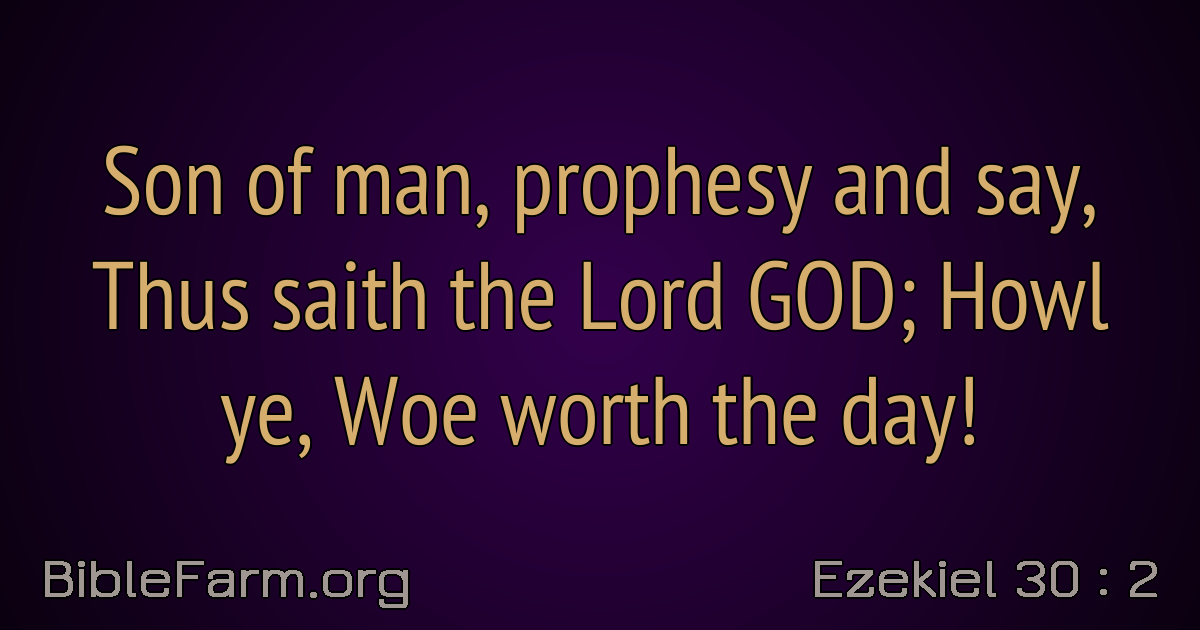 Son of man, prophesy and say,
Thus saith the Lord GOD; Howl
ye, Woe worth the day!
BibleFarm.org
Ezekiel 30 : 2